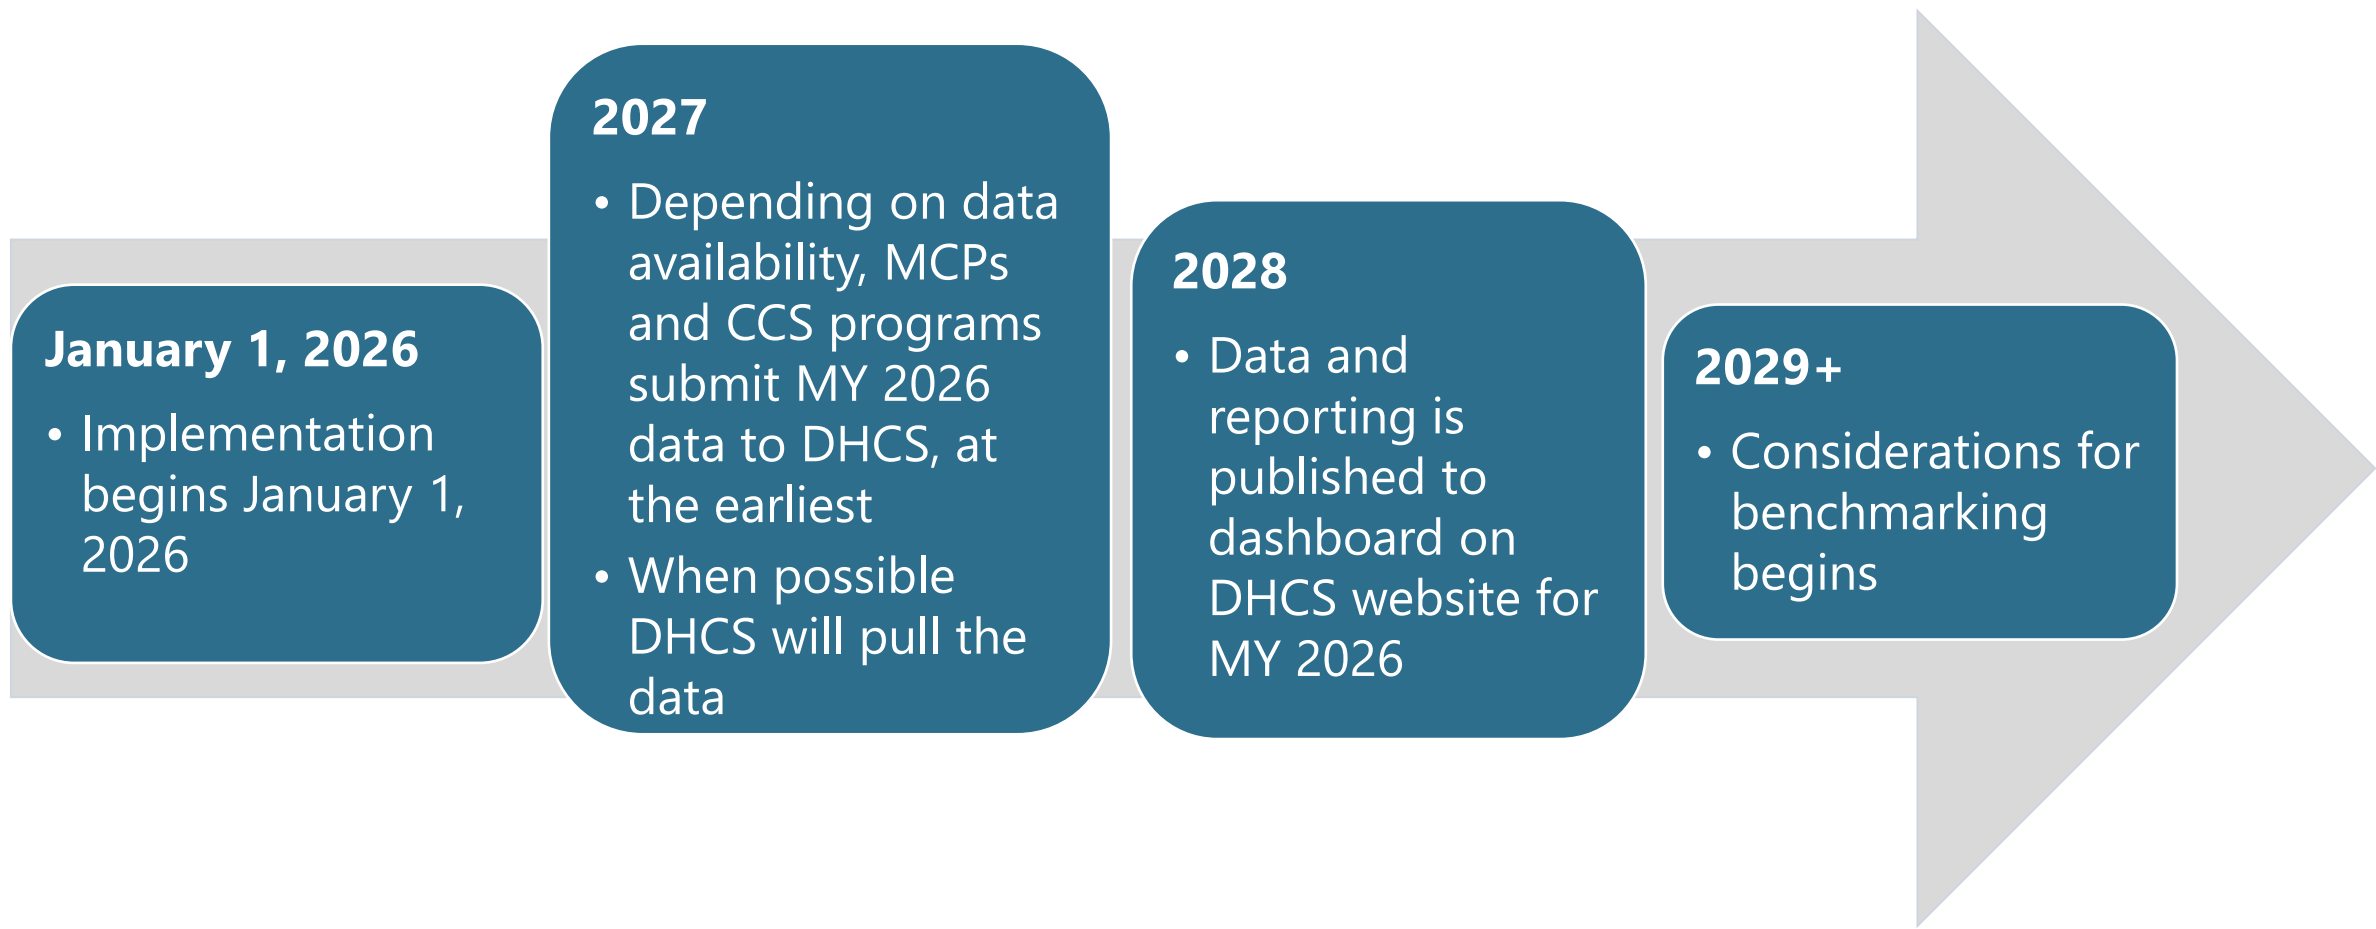 January 1, 2026
• Implementation
begins January 1,
2026
2027
• Depending on data
availability, MCPs
and CCS programs
submit MY 2026
data to DHCS, at
the earliest
• When possible
DHCS will pull the
data
2028
• Data and
reporting is
published to
dashboard on
DHCS website for
MY 2026
2029+
• Considerations for
benchmarking
begins